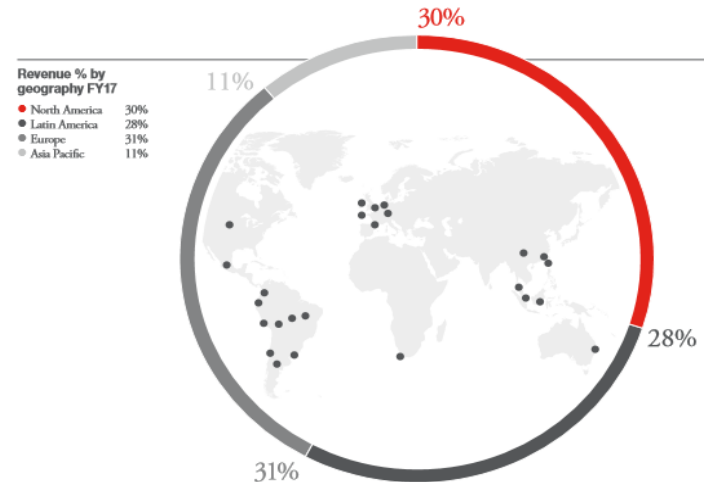 30%
Revenue % by
geography FY17
North America 30%
Latin America 28%
Europe 31%
Asia Pacific 11%
11%
28%
31%